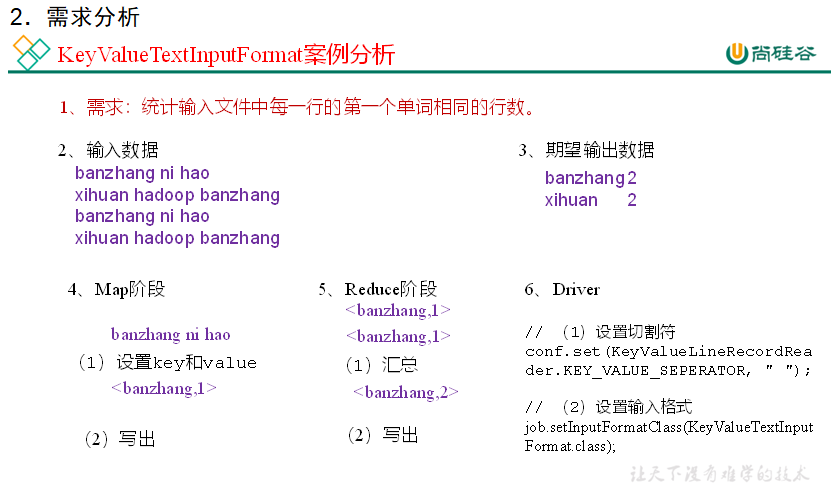 2．需求分析
KeyValueTextInputFormat案例分析
尚硅谷
1、需求：统计输入文件中每一行的第一个单词相同的行数。
2、输入数据
banzhang ni hao
xihuan hadoop banzhang
banzhang ni hao
xihuan hadoop banzhang
3、期望输出数据
banzhang 2
xihuan 2
4、Map阶段
banzhang ni hao
（1）设置key和value
<banzhang,1>
（2）写出
5、Reduce阶段
<banzhang,1>
<banzhang,1>
（1）汇总
<banzhang,2>
（2）写出
6、Driver
// （1）设置切割符
conf.set(KeyValueLineRecordRea
der.KEY_VALUE_SEPERATOR, " ");
// （2）设置输入格式
job.setInputFormatClass(KeyValueTextInput
Format.class);
让天下没有难学的技术